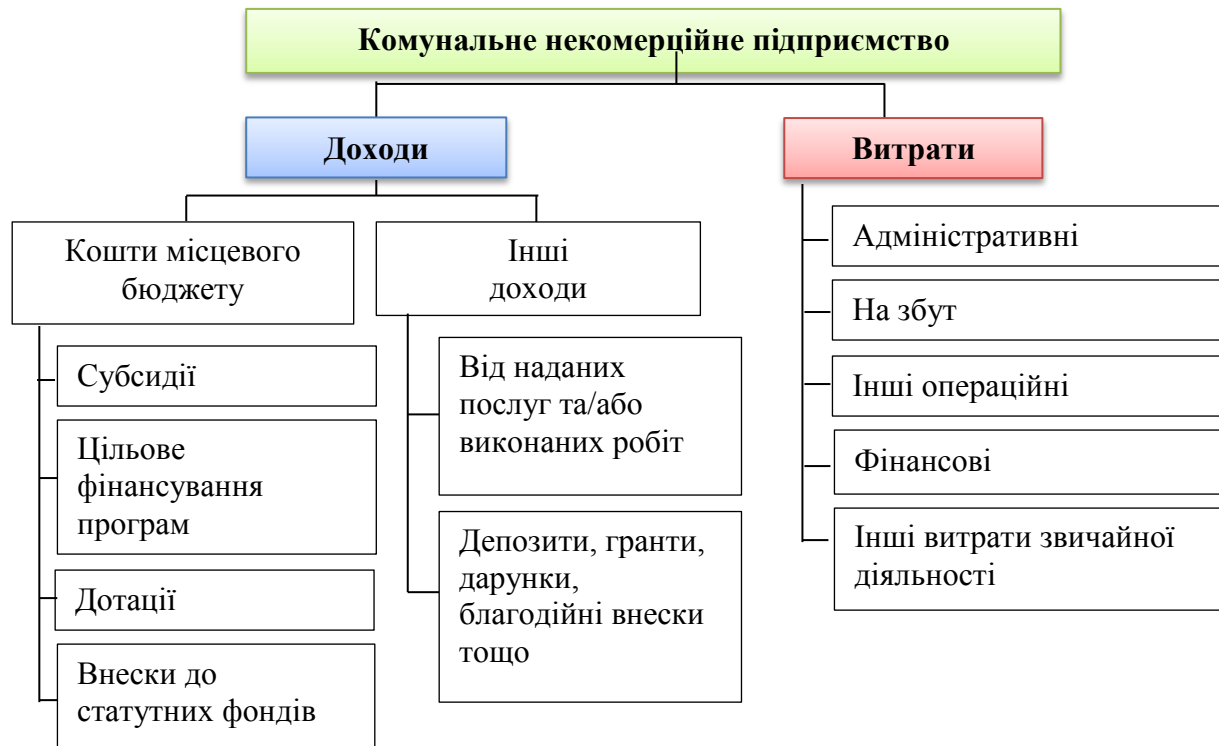 Комунальне некомерційне підприємство
Доходи
Витрати
Кошти місцевого
бюджету
Субсидії
Цільове
фінансування
програм
Дотації
Внески до
статутних фондів
Інші
доходи
Від наданих
послуг та/або
виконаних робіт
Депозити, гранти,
дарунки,
благодійні внески
тощо
Адміністративні
На збут
Інші операційні
Фінансові
Інші витрати звичайної
діяльності